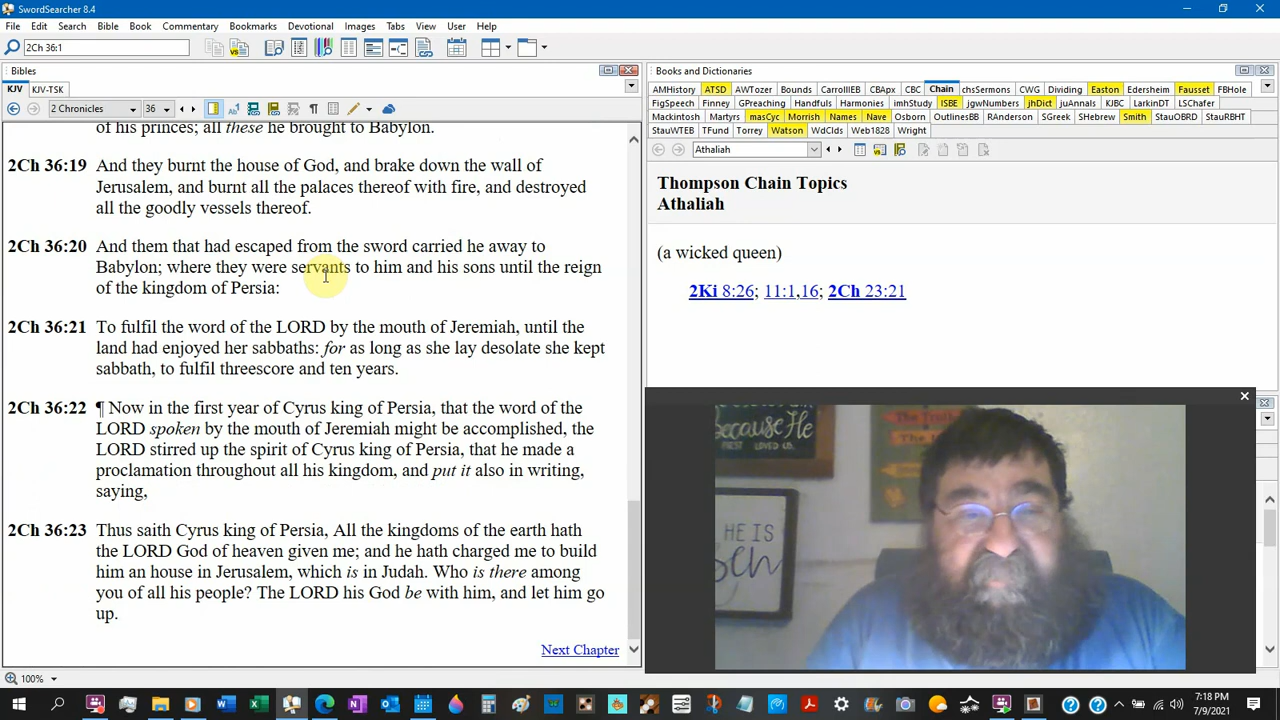 SwordSearcher 8.4
File Edit Search Bible Book Commentary Bookmarks Devotional Images Tabs View User Help
2Ch 36:1
Bibles
KJV KJV-TSK
2 Chronicles 36
of his princes; all these he brought to Babylon.
2Ch 36:19 And they burnt the house of God, and brake down the wall of
Jerusalem, and burnt all the palaces thereof with fire, and destroyed
all the goodly vessels thereof.
2Ch 36:20 And them that had escaped from the sword carried he away to
Babylon; where they were servants to him and his sons until the reign
of the kingdom of Persia:
2Ch 36:21 To fulfil the word of the LORD by the mouth of Jeremiah, until the
land had enjoyed her sabbaths: for as long as she lay desolate she kept
sabbath, to fulfil threescore and ten years.
2Ch 36:22 ¶ Now in the first year of Cyrus king of Persia, that the word of the
LORD spoken by the mouth of Jeremiah might be accomplished, the
LORD stirred up the spirit of Cyrus king of Persia, that he made a
proclamation throughout all his kingdom, and put it also in writing,
saying,
2Ch 36:23 Thus saith Cyrus king of Persia, All the kingdoms of the earth hath
the LORD God of heaven given me; and he hath charged me to build
him an house in Jerusalem, which is in Judah. Who is there among
you of all his people? The LORD his God be with him, and let him go
up.
Next Chapter
100%
Books and Dictionaries
AMHistory ATSD AWTozer Bounds CarrollBID CBApx CBC Chain chsSermons CWG Dividing Easton Edersheim Fausset FBHole
FigSpeech Finney GPreaching Handfuls Harmonies imhStudy ISBE jgwNumbers jhDict juAnnals KJBC LarkinDT LSChafer
Mackintosh Martyrs masCyc Morrish Names Nave Osborn OutlinesBB RAnderson SGreek SHebrew Smith StauOBRD StauRBHT
StauWTEB TFund Torrey Watson WdClds Web1828 Wright
Athaliah
Thompson Chain Topics
Athaliah
(a wicked queen)
2Ki 8:26; 11:1,16; 2Ch 23:21
Because He
FIRST LOVED US.
HE IS
7:18 PM
7/9/2021